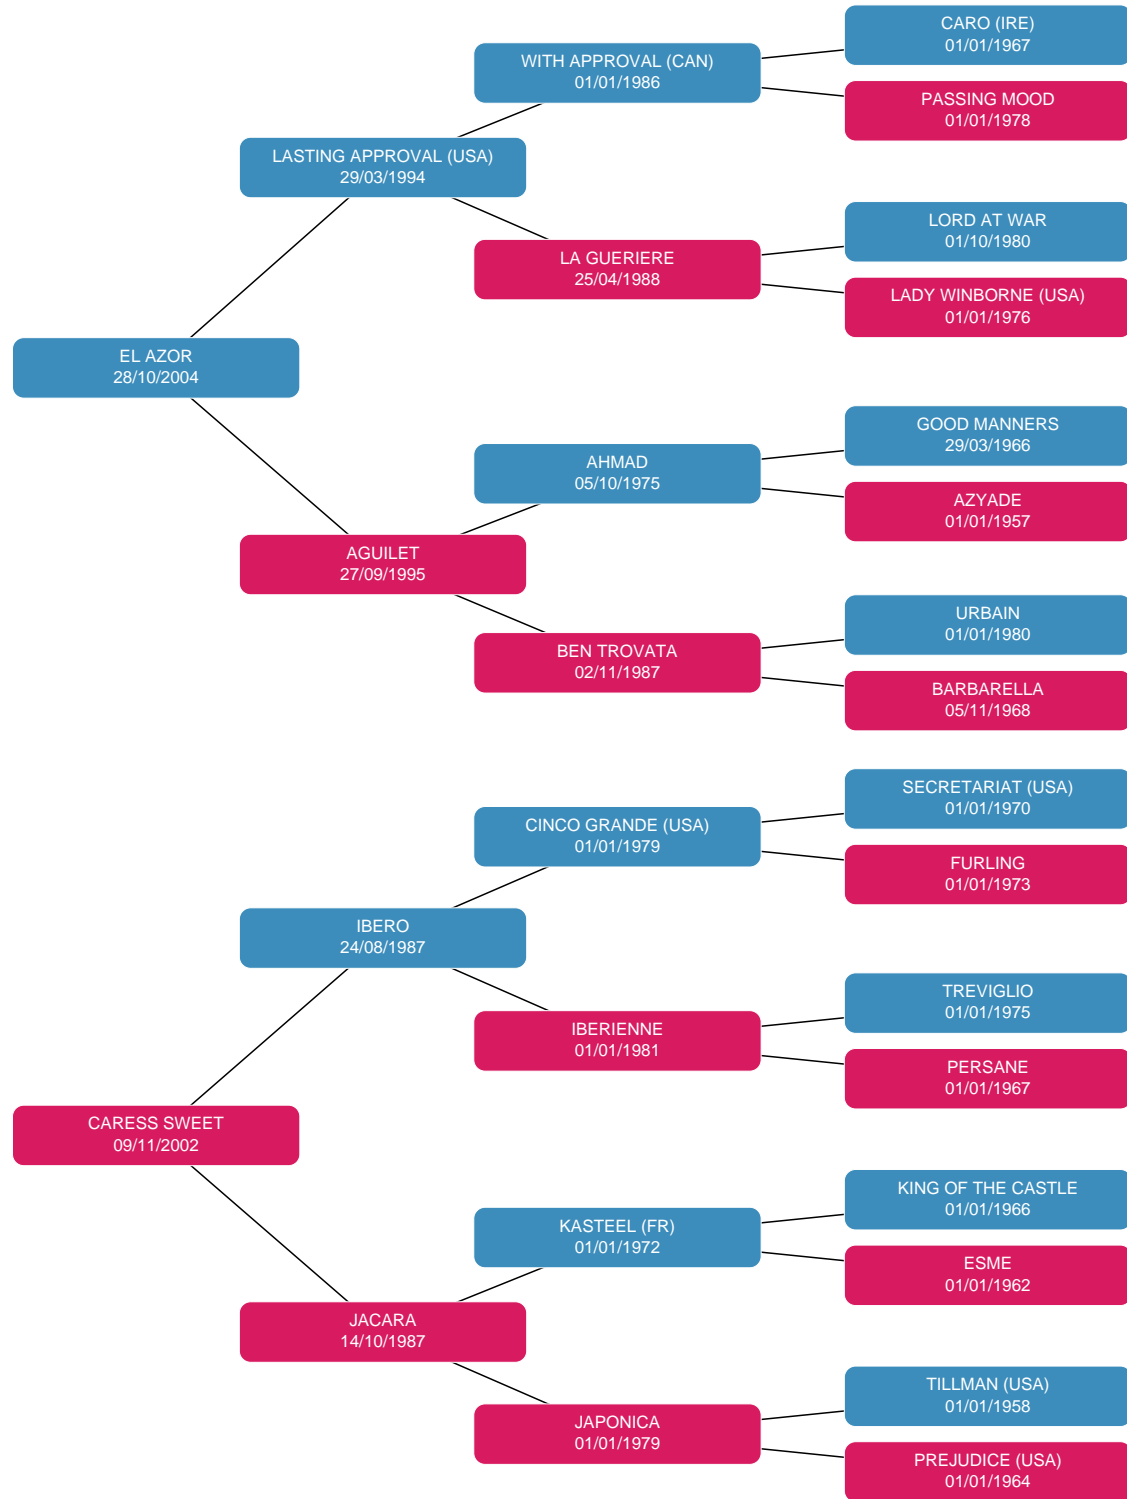 CARO (IRE)
01/01/1967
WITH APPROVAL (CAN)
01/01/1986
PASSING MOOD
01/01/1978
LASTING APPROVAL (USA)
29/03/1994
LORD AT WAR
01/10/1980
LA GUERIERE
25/04/1988
LADY WINBORNE (USA)
01/01/1976
EL AZOR
28/10/2004
GOOD MANNERS
29/03/1966
AHMAD
05/10/1975
AZYADE
01/01/1957
AGUILET
27/09/1995
URBAIN
01/01/1980
BEN TROVATA
02/11/1987
BARBARELLA
05/11/1968
SECRETARIAT (USA)
01/01/1970
CINCO GRANDE (USA)
01/01/1979
FURLING
01/01/1973
IBERO
24/08/1987
TREVIGLIO
01/01/1975
IBERIENNE
01/01/1981
PERSANE
01/01/1967
CARESS SWEET
09/11/2002
KING OF THE CASTLE
01/01/1966
KASTEEL (FR)
01/01/1972
ESME
01/01/1962
JACARA
14/10/1987
TILLMAN (USA)
01/01/1958
JAPONICA
01/01/1979
PREJUDICE (USA)
01/01/1964